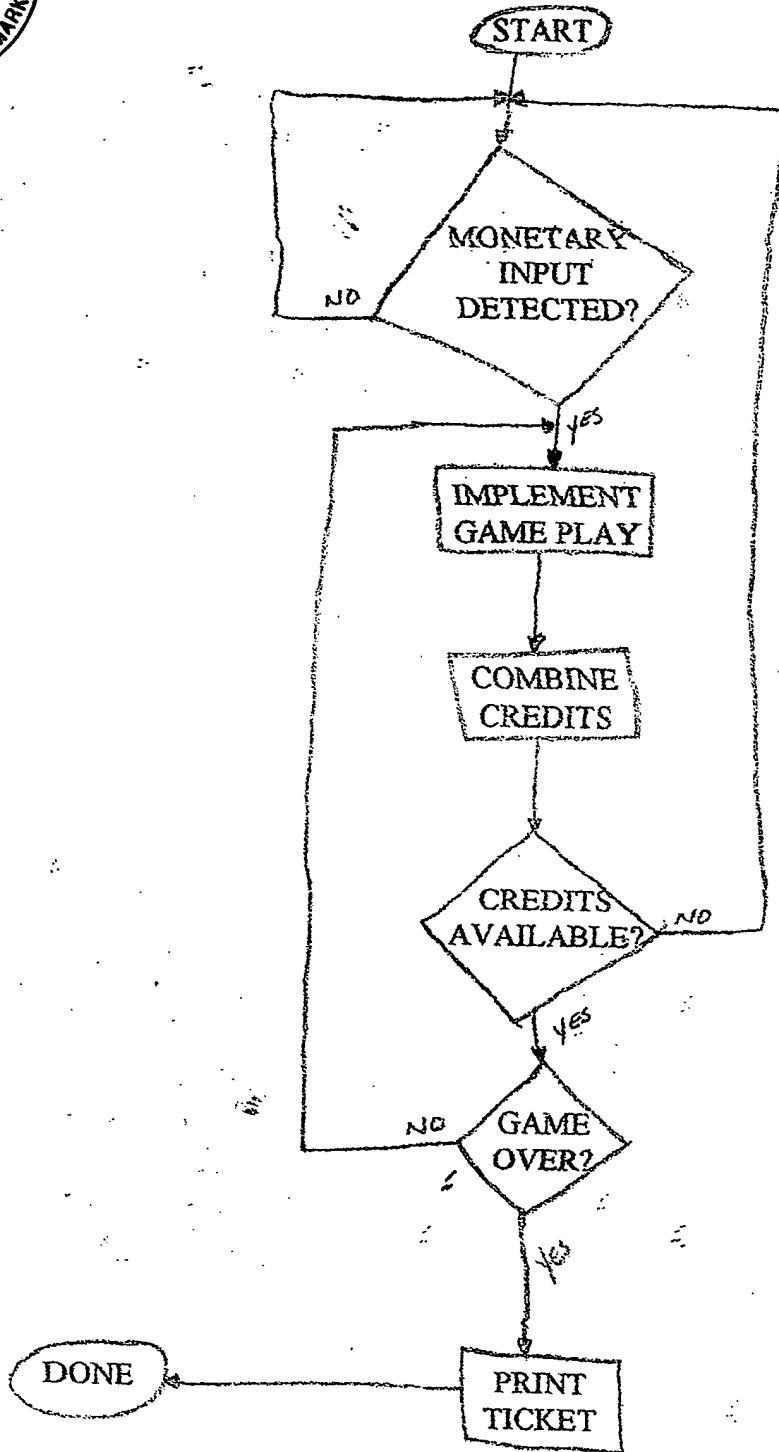 MARK
START
MONETARY
INPUT
DETECTED?
NO
YES
IMPLEMENT
GAME PLAY
COMBINE
CREDITS
CREDITS
AVAILABLE?
NO
YES
GAME
OVER?
NO
YES
PRINT
TICKET
DONE